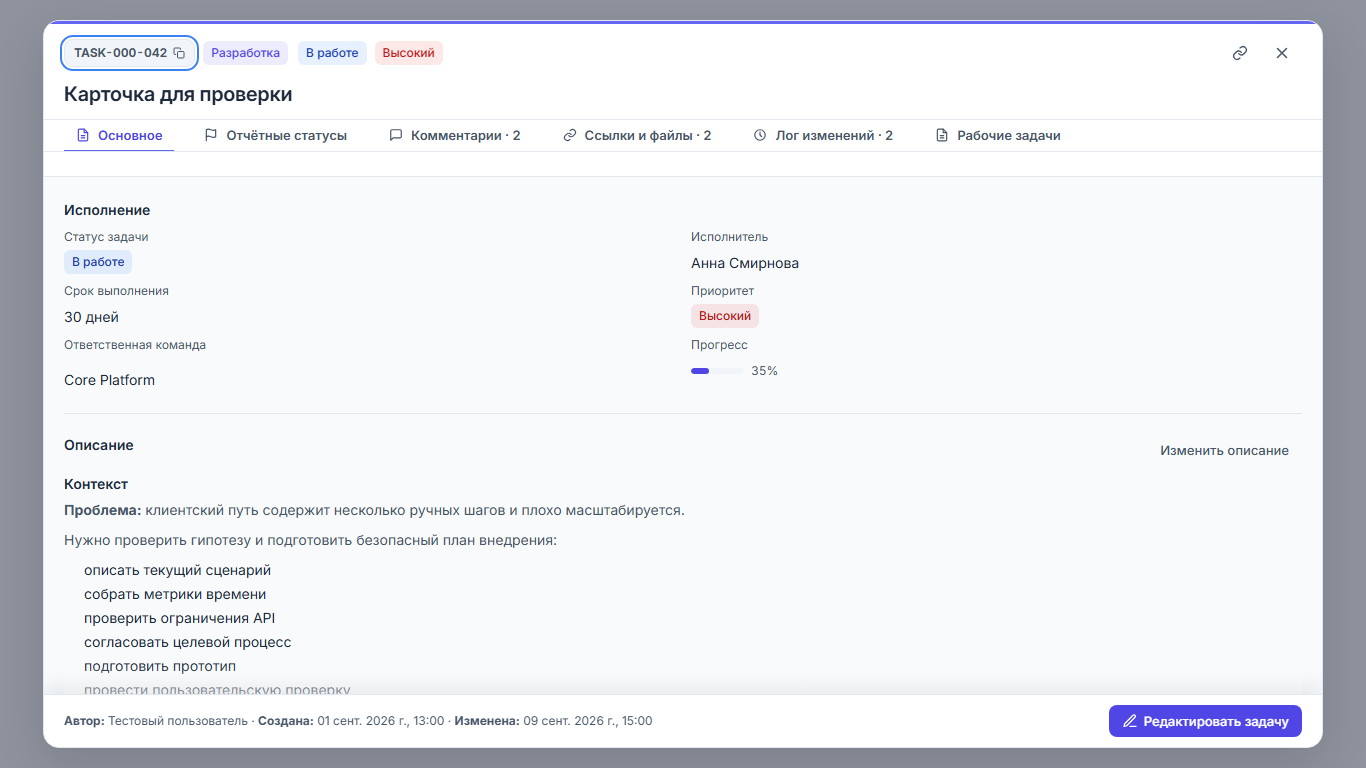 TASK-000-042 Разработка В работе Высокий
Карточка для проверки
Основное Отчётные статусы Комментарии · 2 Ссылки и файлы · 2 Лог изменений · 2 Рабочие задачи
Исполнение
Статус задачи Исполнитель
В работе Анна Смирнова
Срок выполнения Приоритет
30 дней Высокий
Ответственная команда Прогресс
Core Platform 35%
Описание Изменить описание
Контекст
Проблема: клиентский путь содержит несколько ручных шагов и плохо масштабируется.
Нужно проверить гипотезу и подготовить безопасный план внедрения:
описать текущий сценарий
собрать метрики времени
проверить ограничения API
согласовать целевой процесс
подготовить прототип
провести пользовательскую проверку
Автор: Тестовый пользователь · Создана: 01 сент. 2026 г., 13:00 · Изменена: 09 сент. 2026 г., 15:00 Редактировать задачу